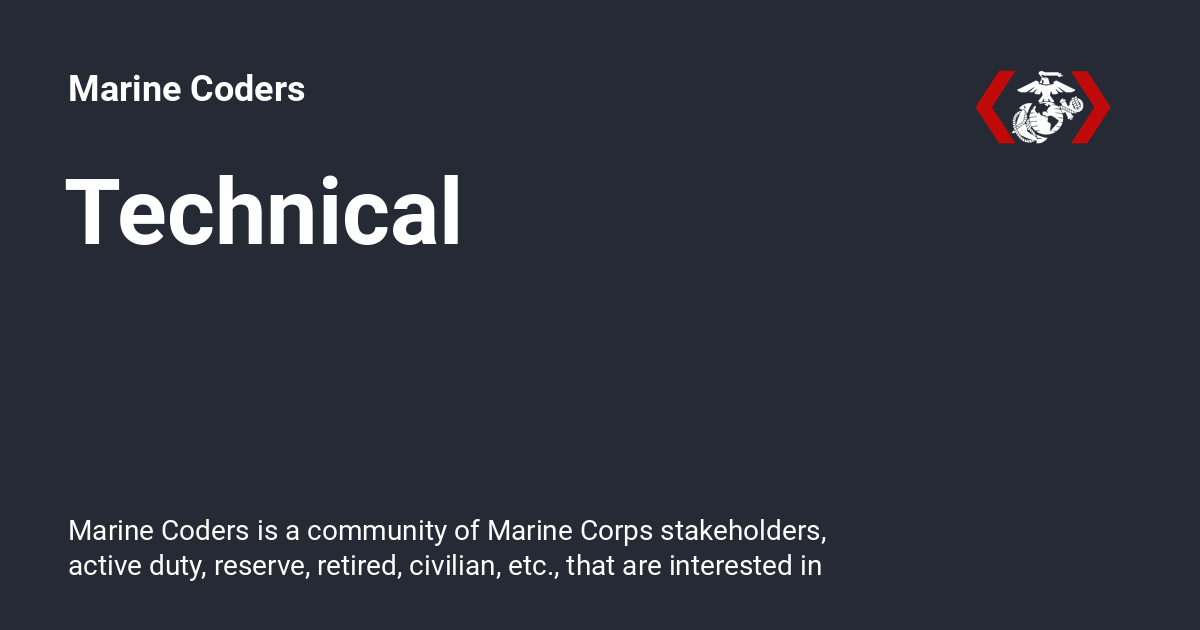 Marine Coders
Technical
Marine Coders is a community of Marine Corps stakeholders,
active duty, reserve, retired, civilian, etc., that are interested in